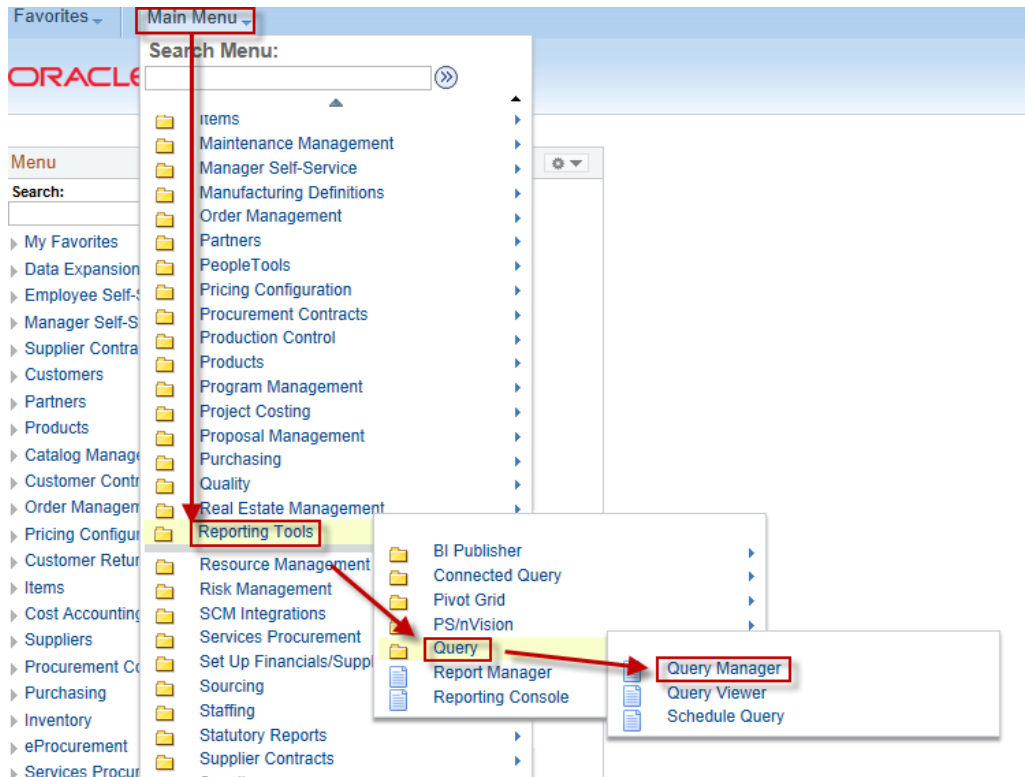 Favorites
Main Menu
Search Menu:
ORACLE
Items
Maintenance Management
Manager Self-Service
Manufacturing Definitions
Order Management
Partners
PeopleTools
Pricing Configuration
Procurement Contracts
Production Control
Products
Program Management
Project Costing
Proposal Management
Purchasing
Quality
Real Estate Management
Reporting Tools
Resource Management
Risk Management
SCM Integrations
Services Procurement
Set Up Financials/Suppl
Sourcing
Staffing
Statutory Reports
Supplier Contracts
Menu
Search:
My Favorites
Data Expansion
Employee Self-S
Manager Self-S
Supplier Contra
Customers
Partners
Products
Catalog Manage
Customer Contr
Order Managem
Pricing Configur
Customer Retur
Items
Cost Accounting
Suppliers
Procurement Co
Purchasing
Inventory
eProcurement
Services Procur
BI Publisher
Connected Query
Pivot Grid
PS/nVision
Query
Report Manager
Reporting Console
Query Manager
Query Viewer
Schedule Query